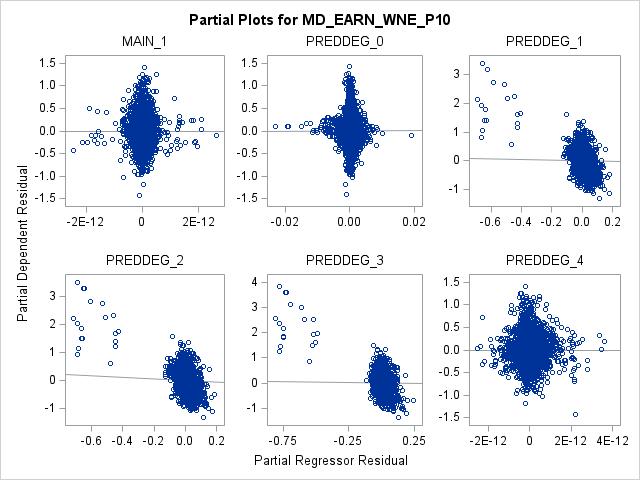 Partial Plots for MD_EARN_WNE_P10
MAIN_1 PREDDEG_0 PREDDEG_1
1.5 1.0 0.5 0.0 -0.5 -1.0 -1.5
-2E-12 0 2E-12
1.5 1.0 0.5 0.0 -0.5 -1.0 -1.5
-0.02 0.00 0.02
3 2 1 0 -1
-0.6 -0.4 -0.2 0.0 0.2
Partial Dependent Residual
PREDDEG_2 PREDDEG_3 PREDDEG_4
3 2 1 0 -1
-0.6 -0.4 -0.2 0.0 0.2
4 3 2 1 0 -1
-0.75 -0.25 0.25
1.5 1.0 0.5 0.0 -0.5 -1.0 -1.5
-2E-12 0 2E-12 4E-12
Partial Regressor Residual